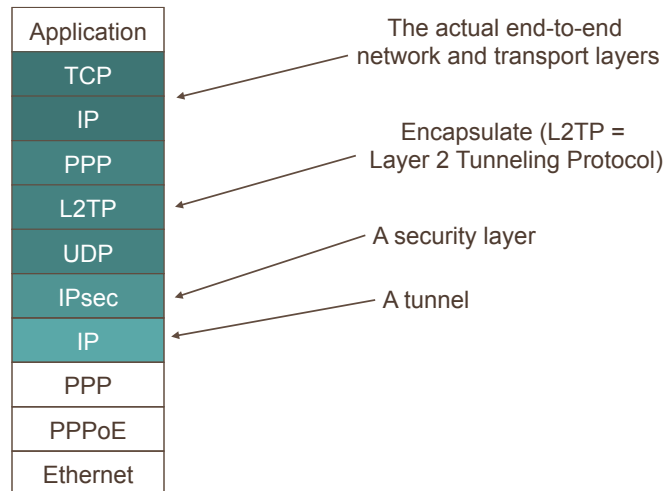 Application
TCP
IP
PPP
L2TP
UDP
IPsec
IP
PPP
PPPoE
Ethernet
The actual end-to-end
network and transport layers
Encapsulate (L2TP =
Layer 2 Tunneling Protocol)
A security layer
A tunnel